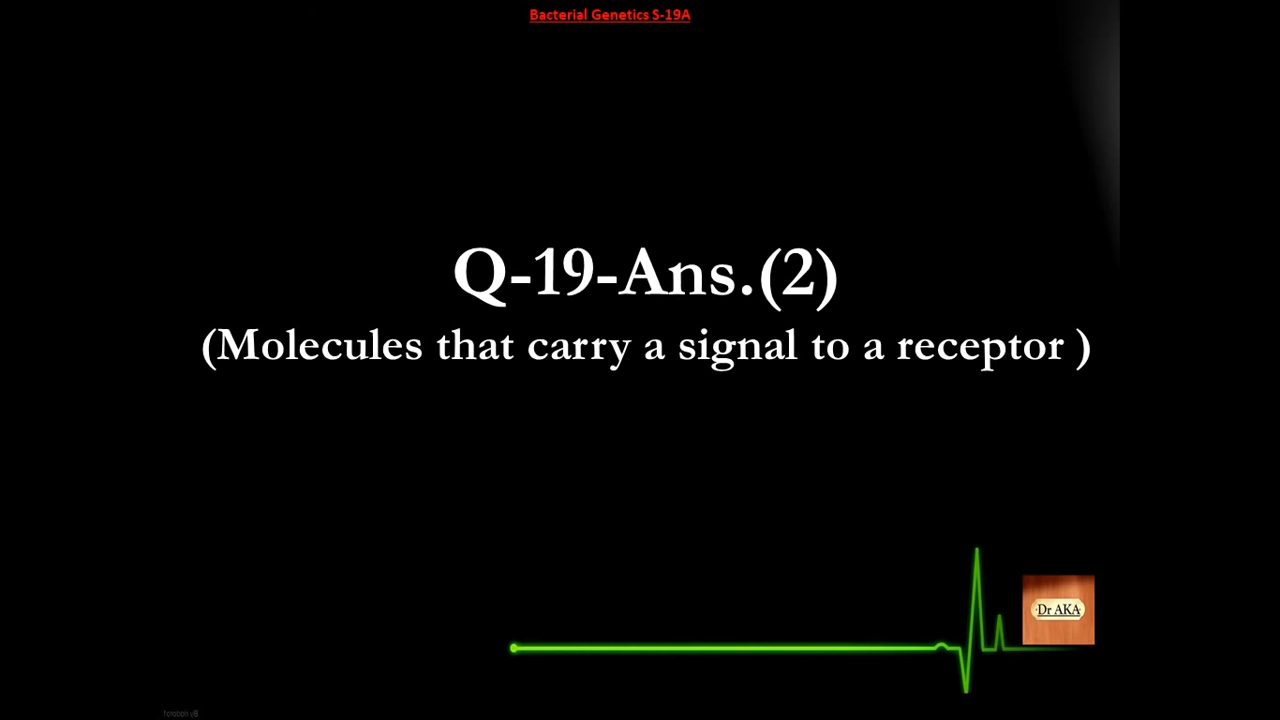 Bacterial Genetics S-19A
Q-19-Ans.(2)
(Molecules that carry a signal to a receptor )
Dr AKA